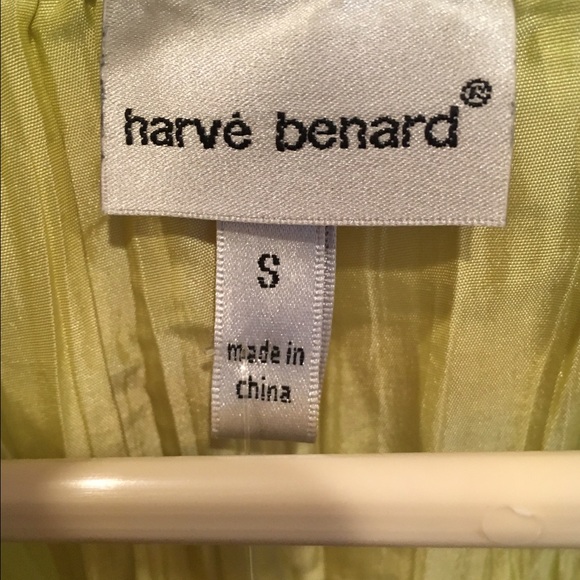 harvé benard®
S
made in
china